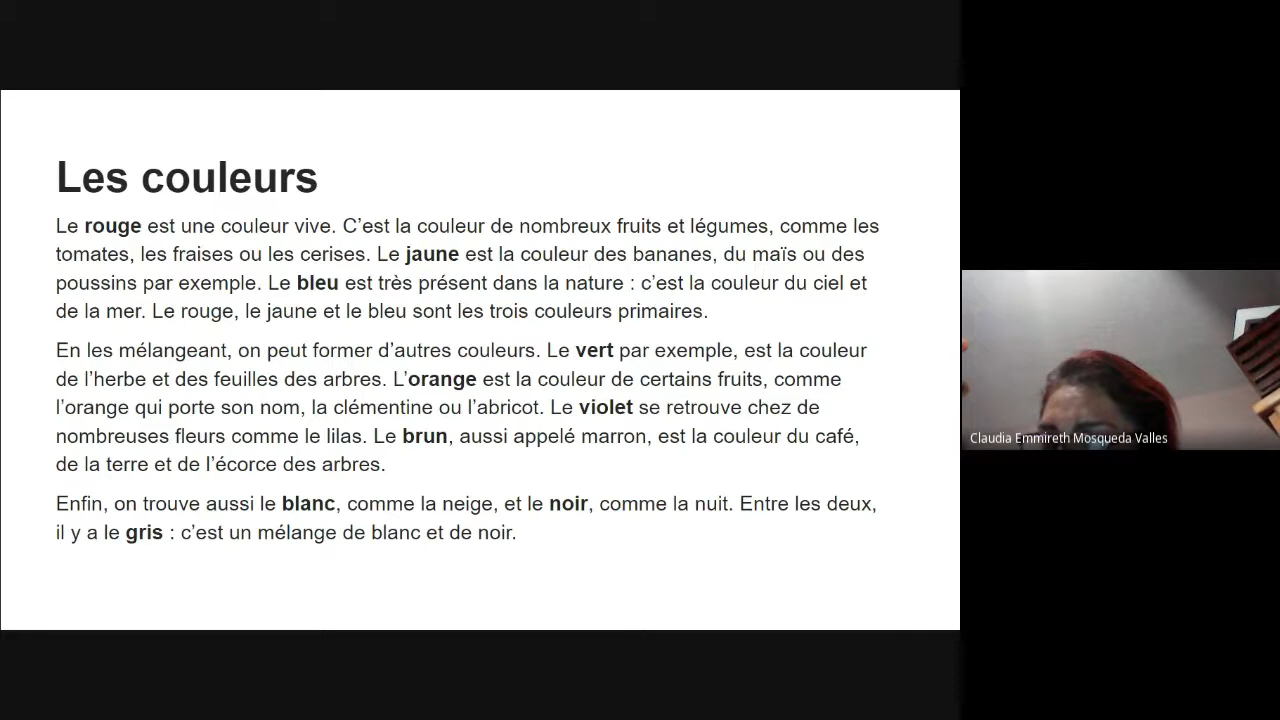 Les couleurs
Le rouge est une couleur vive. C’est la couleur de nombreux fruits et légumes, comme les
tomates, les fraises ou les cerises. Le jaune est la couleur des bananes, du maïs ou des
poussins par exemple. Le bleu est très présent dans la nature : c’est la couleur du ciel et
de la mer. Le rouge, le jaune et le bleu sont les trois couleurs primaires.
En les mélangeant, on peut former d’autres couleurs. Le vert par exemple, est la couleur
de l’herbe et des feuilles des arbres. L’orange est la couleur de certains fruits, comme
l’orange qui porte son nom, la clémentine ou l’abricot. Le violet se retrouve chez de
nombreuses fleurs comme le lilas. Le brun, aussi appelé marron, est la couleur du café,
de la terre et de l’écorce des arbres.
Enfin, on trouve aussi le blanc, comme la neige, et le noir, comme la nuit. Entre les deux,
il y a le gris : c’est un mélange de blanc et de noir.
Claudia Emmireth Mosqueda Valles